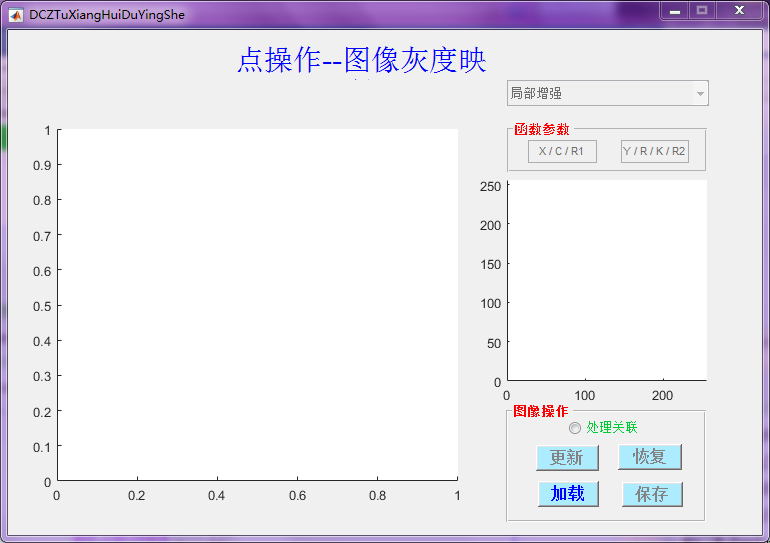 DCZTuXiangHuiDuYingShe
点操作--图像灰度映
局部增强
函数参数
X / C / R1
Y / R / K / R2
1
0.9
0.8
0.7
0.6
0.5
0.4
0.3
0.2
0.1
0
0 0.2 0.4 0.6 0.8 1
250
200
150
100
50
0
0 100 200
图像操作
处理关联
更新 恢复
加载 保存